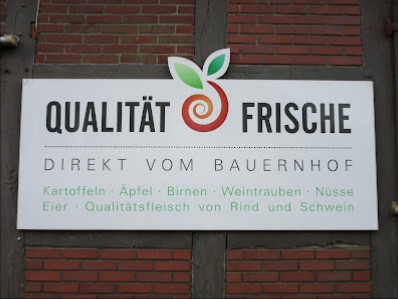 QUALITÄT FRISCHE
DIREKT VOM BAUERNHOF
Kartoffeln · Äpfel · Birnen · Weintrauben · Nüsse
Eier · Qualitätsfleisch von Rind und Schwein